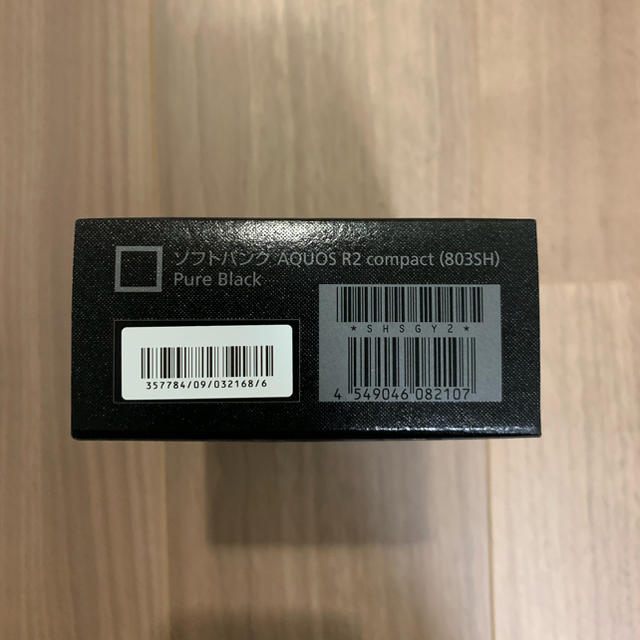 ソフトバンク AQUOS R2 compact (803SH)
Pure Black
*SHSGY2*
357784/09/032168/6
4 549046 082107